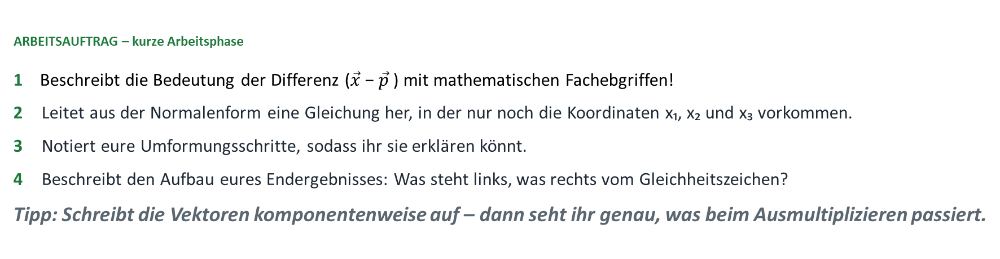 ARBEITSAUFTRAG – kurze Arbeitsphase
1 Beschreibt die Bedeutung der Differenz (x⃗ − p⃗ ) mit mathematischen Fachebgriffen!
2 Leitet aus der Normalenform eine Gleichung her, in der nur noch die Koordinaten x₁, x₂ und x₃ vorkommen.
3 Notiert eure Umformungsschritte, sodass ihr sie erklären könnt.
4 Beschreibt den Aufbau eures Endergebnisses: Was steht links, was rechts vom Gleichheitszeichen?
Tipp: Schreibt die Vektoren komponentenweise auf – dann seht ihr genau, was beim Ausmultiplizieren passiert.